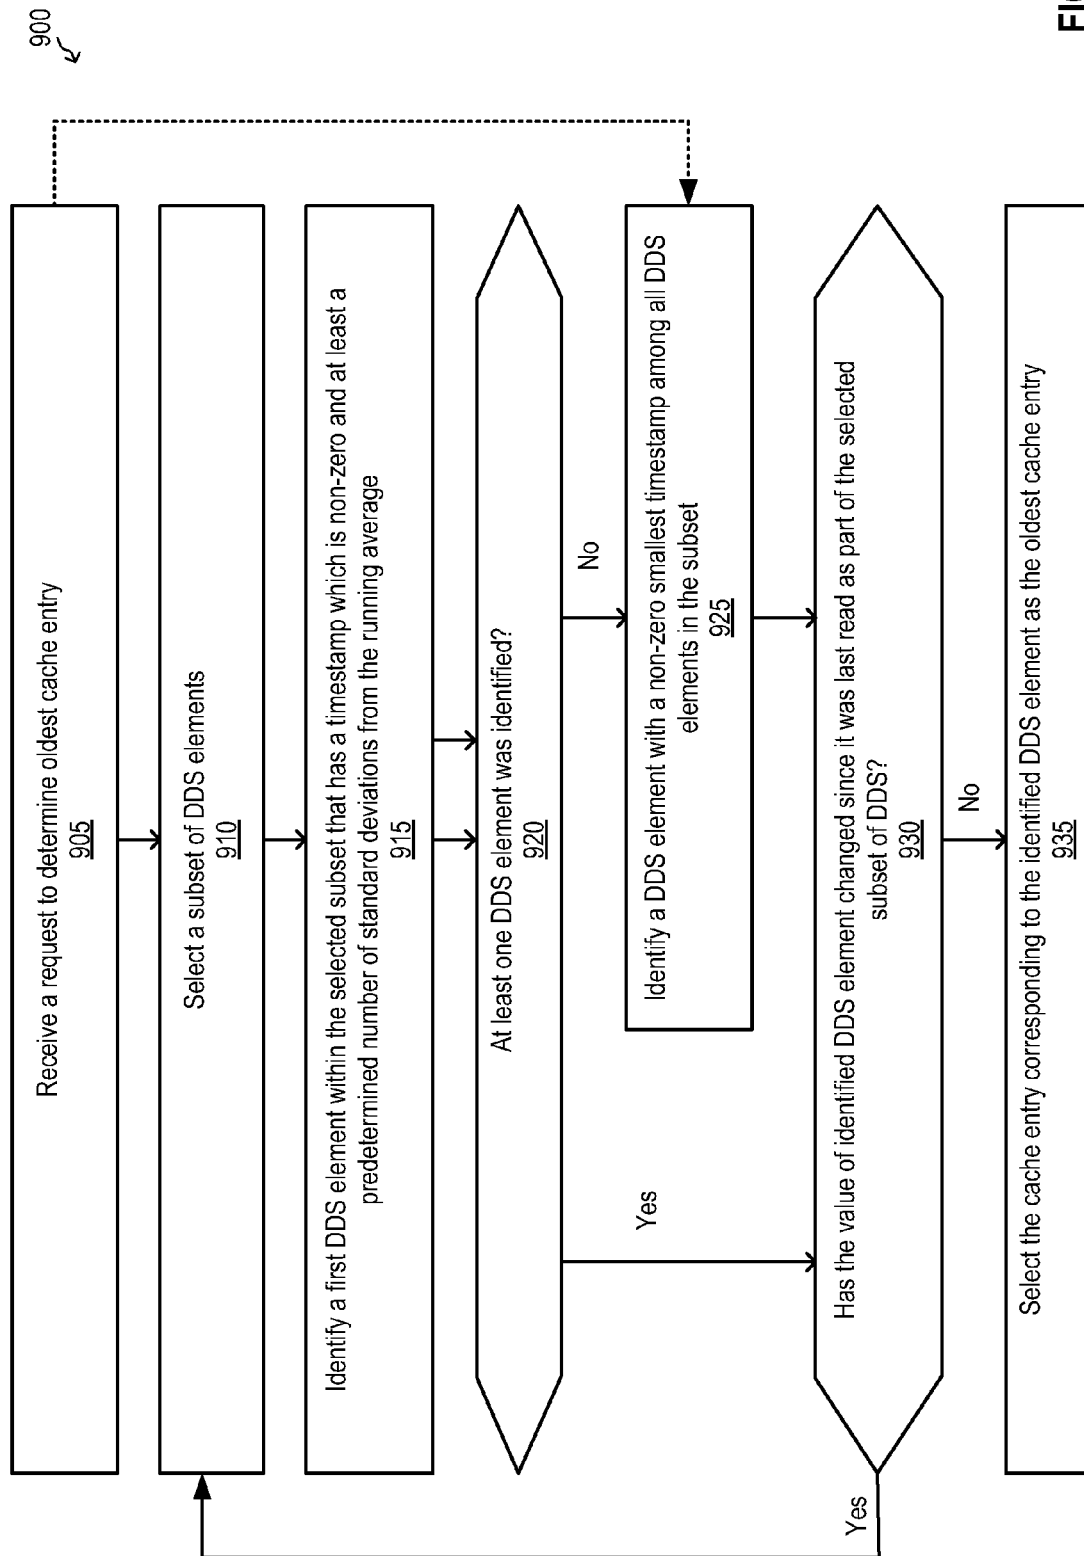 900
Receive a request to determine oldest cache entry
905
Select a subset of DDS elements
910
Identify a first DDS element within the selected subset that has a timestamp which is non-zero and at least a
predetermined number of standard deviations from the running average
915
At least one DDS element was identified?
920
No
Identify a DDS element with a non-zero smallest timestamp among all DDS
elements in the subset
925
Yes
Has the value of identified DDS element changed since it was last read as part of the selected
subset of DDS?
930
Yes
No
Select the cache entry corresponding to the identified DDS element as the oldest cache entry
935